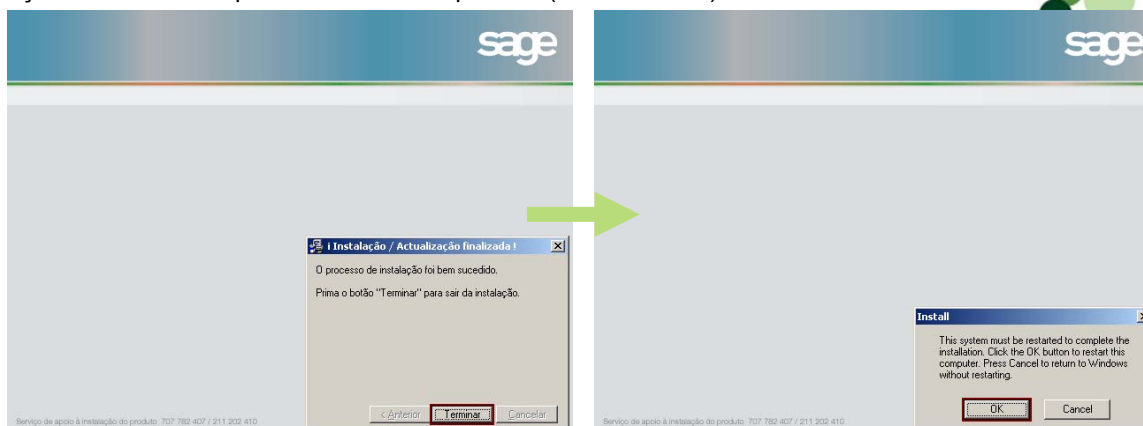 sage
¡ Instalação / Actualização finalizada !
O processo de instalação foi bem sucedido.
Prima o botão "Terminar" para sair da instalação.
< Anterior
Terminar
Cancelar
Serviço de apoio à instalação do produto: 707 782 407 / 211 202 410
sage
Install
This system must be restarted to complete the
installation. Click the OK button to restart this
computer. Press Cancel to return to Windows
without restarting.
OK
Cancel
Serviço de apoio à instalação do produto: 707 782 407 / 211 202 410